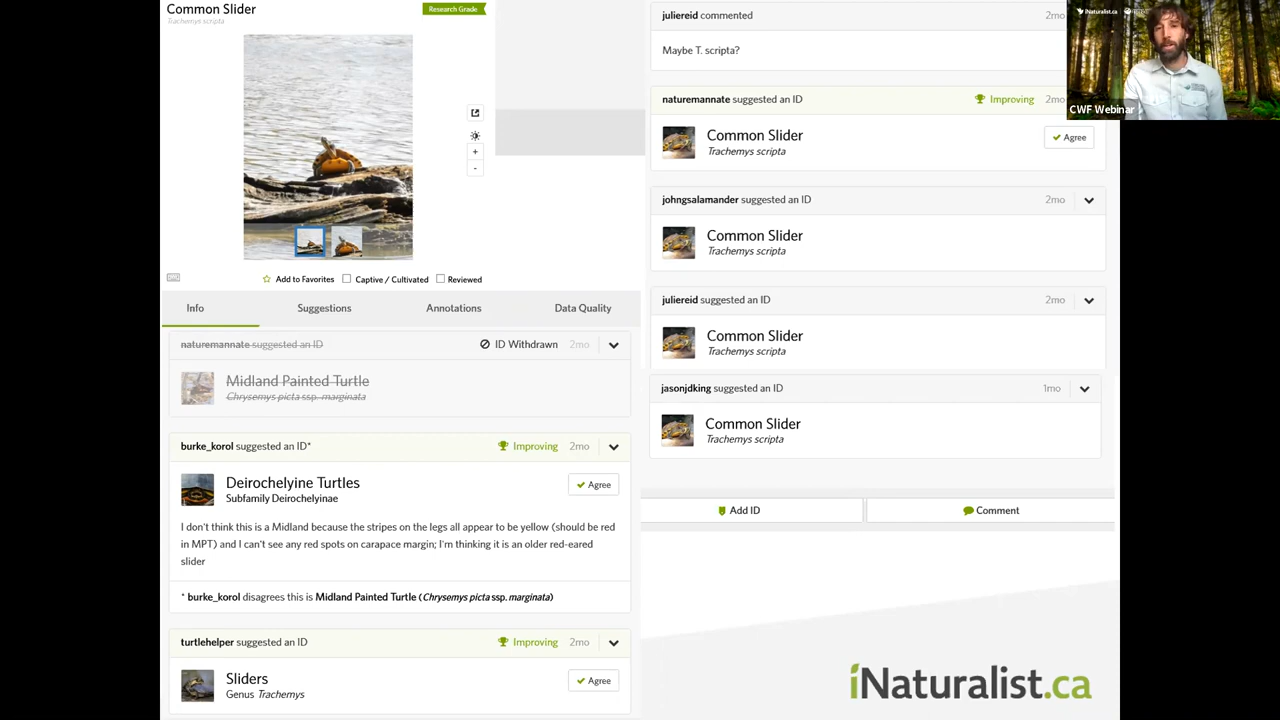 Common Slider
Trachemys scripta
Research Grade
+
-
Add to Favorites
Captive / Cultivated
Reviewed
Info
Suggestions
Annotations
Data Quality
naturemannate suggested an ID
ID Withdrawn
2mo
Midland Painted Turtle
Chrysemys picta ssp. marginata
burke_korol suggested an ID*
Improving
2mo
Deirochelyine Turtles
Subfamily Deirochelyinae
Agree
I don't think this is a Midland because the stripes on the legs all appear to be yellow (should be red
in MPT) and I can't see any red spots on carapace margin; I'm thinking it is an older red-eared
slider
* burke_korol disagrees this is Midland Painted Turtle (Chrysemys picta ssp. marginata)
turtlehelper suggested an ID
Improving
2mo
Sliders
Genus Trachemys
Agree
juliereid commented
2mo
Maybe T. scripta?
naturemannate suggested an ID
Improving
2mo
Common Slider
Trachemys scripta
Agree
johngsalamander suggested an ID
2mo
Common Slider
Trachemys scripta
juliereid suggested an ID
2mo
Common Slider
Trachemys scripta
jasonjdking suggested an ID
1mo
Common Slider
Trachemys scripta
Add ID
Comment
iNaturalist.ca
iNaturalist.ca
CWF Webinar